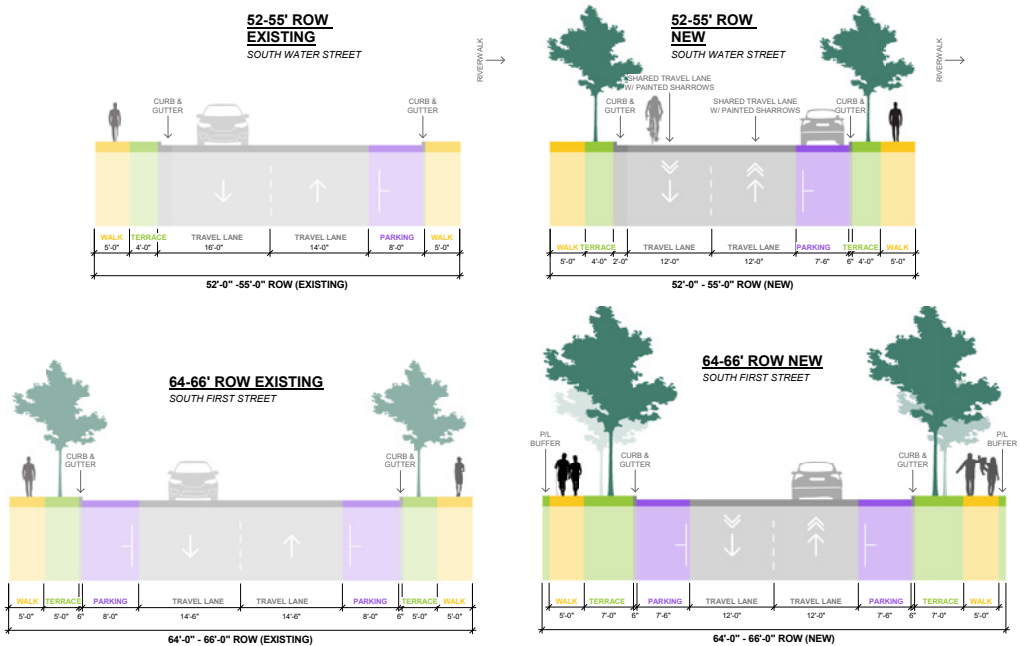 52-55' ROW
EXISTING
SOUTH WATER STREET
RIVERWALK
CURB &
GUTTER
CURB &
GUTTER
WALK TERRACE TRAVEL LANE TRAVEL LANE PARKING WALK
5'-0" 4'-0" 16'-0" 14'-0" 8'-0" 5'-0"
52'-0" -55'-0" ROW (EXISTING)
52-55' ROW
NEW
SOUTH WATER STREET
RIVERWALK
SHARED TRAVEL LANE
W/ PAINTED SHARROWS
CURB &
GUTTER
SHARED TRAVEL LANE
W/ PAINTED SHARROWS
CURB &
GUTTER
WALK TERRACE TRAVEL LANE TRAVEL LANE PARKING TERRACE WALK
5'-0" 4'-0" 2'-0" 12'-0" 12'-0" 7'-6" 6" 4'-0" 5'-0"
52'-0" - 55'-0" ROW (NEW)
64-66' ROW EXISTING
SOUTH FIRST STREET
CURB &
GUTTER
CURB &
GUTTER
WALK TERRACE PARKING TRAVEL LANE TRAVEL LANE PARKING TERRACE WALK
5'-0" 5'-0" 6" 8'-0" 14'-6" 14'-6" 8'-0" 6" 5'-0" 5'-0"
64'-0" - 66'-0" ROW (EXISTING)
64-66' ROW NEW
SOUTH FIRST STREET
P/L
BUFFER
CURB &
GUTTER
CURB &
GUTTER
P/L
BUFFER
WALK TERRACE PARKING TRAVEL LANE TRAVEL LANE PARKING TERRACE WALK
5'-0" 7'-0" 6" 7'-6" 12'-0" 12'-0" 7'-6" 6" 7'-0" 5'-0"
64'-0" - 66'-0" ROW (NEW)